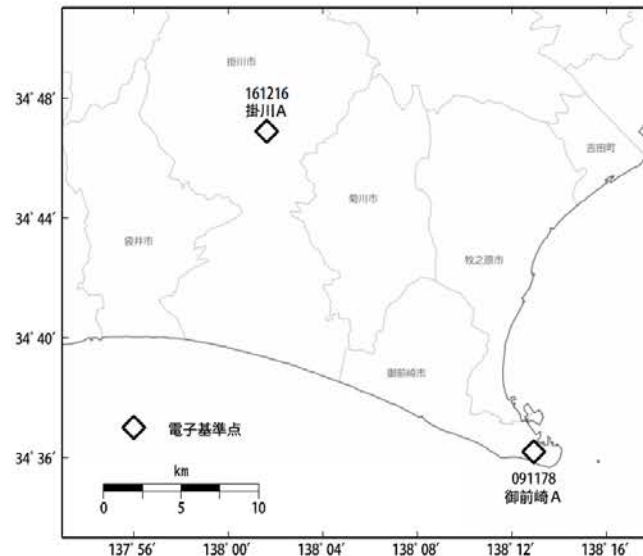 掛川市
34° 48′
161216
掛川A
吉田町
34° 44′
菊川市
袋井市
牧之原市
34° 40′
御前崎市
電子基準点
34° 36′
km
0 5 10
091178
御前崎A
137° 56′ 138° 00′ 138° 04′ 138° 08′ 138° 12′ 138° 16′